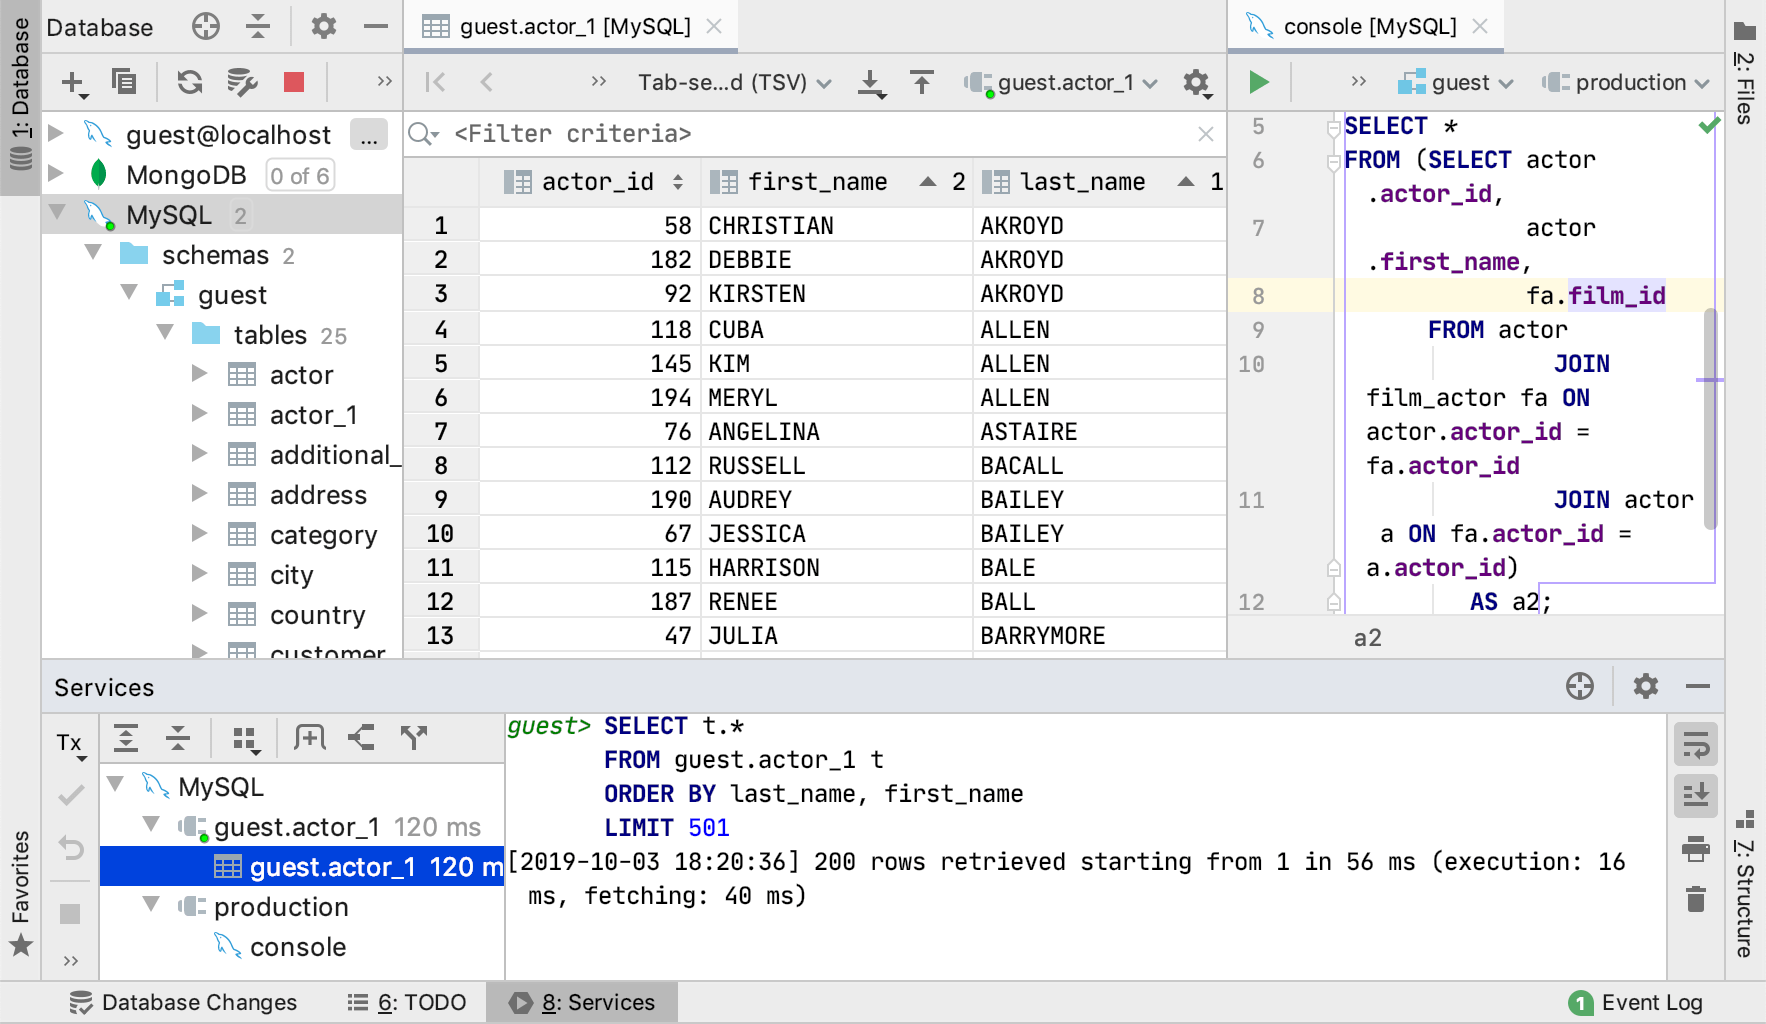 Database
1: Database
guest@localhost ...
MongoDB 0 of 6
MySQL 2
schemas 2
guest
tables 25
actor
actor_1
additional_
address
category
city
country
customer
guest.actor_1 [MySQL]
Tab-se...d (TSV)
guest.actor_1
<Filter criteria>
actor_id first_name 2 last_name 1
1 58 CHRISTIAN AKROYD
2 182 DEBBIE AKROYD
3 92 KIRSTEN AKROYD
4 118 CUBA ALLEN
5 145 KIM ALLEN
6 194 MERYL ALLEN
7 76 ANGELINA ASTAIRE
8 112 RUSSELL BACALL
9 190 AUDREY BAILEY
10 67 JESSICA BAILEY
11 115 HARRISON BALE
12 187 RENEE BALL
13 47 JULIA BARRYMORE
console [MySQL]
guest production
5 SELECT *
6 FROM (SELECT actor
.actor_id,
7 actor
.first_name,
8 fa.film_id
9 FROM actor
10 JOIN
film_actor fa ON
actor.actor_id =
fa.actor_id
11 JOIN actor
a ON fa.actor_id =
a.actor_id)
12 AS a2;
a2
2: Files
7: Structure
Favorites
Services
Tx
MySQL
guest.actor_1 120 ms
guest.actor_1 120 m
production
console
guest> SELECT t.*
FROM guest.actor_1 t
ORDER BY last_name, first_name
LIMIT 501
[2019-10-03 18:20:36] 200 rows retrieved starting from 1 in 56 ms (execution: 16
ms, fetching: 40 ms)
Database Changes
6: TODO
8: Services
1 Event Log